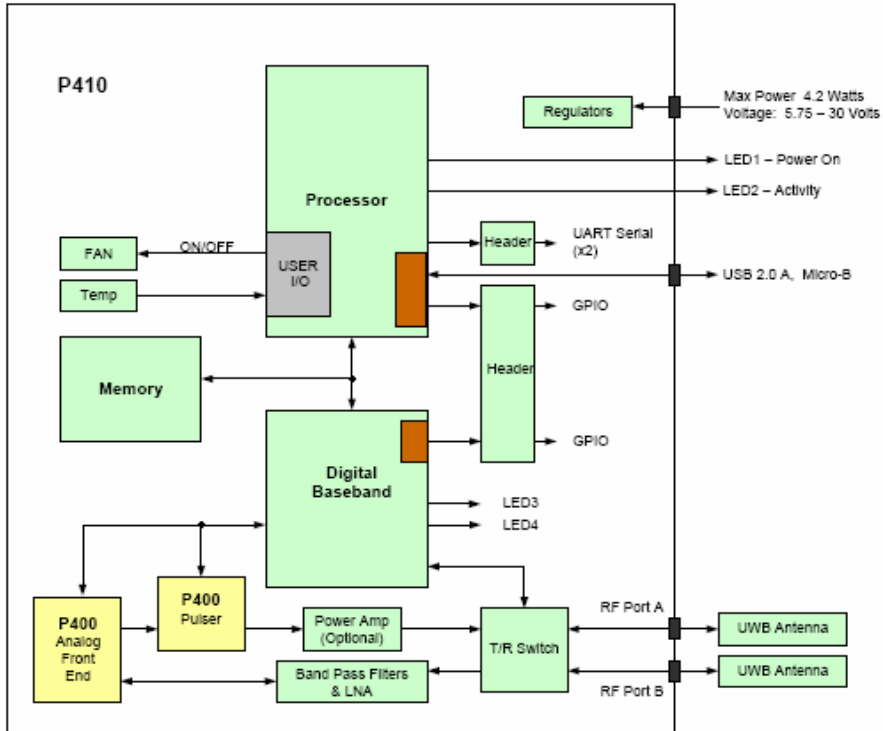 P410
Max Power 4.2 Watts
Voltage: 5.75 – 30 Volts
Regulators
LED1 – Power On
Processor
LED2 – Activity
Header
UART Serial
(x2)
FAN
ON/OFF
USER
I/O
Temp
USB 2.0 A, Micro-B
GPIO
Header
Memory
GPIO
Digital
Baseband
LED3
LED4
P400
Pulser
P400
Analog
Front
End
Power Amp
(Optional)
T/R Switch
RF Port A
UWB Antenna
Band Pass Filters
& LNA
RF Port B
UWB Antenna